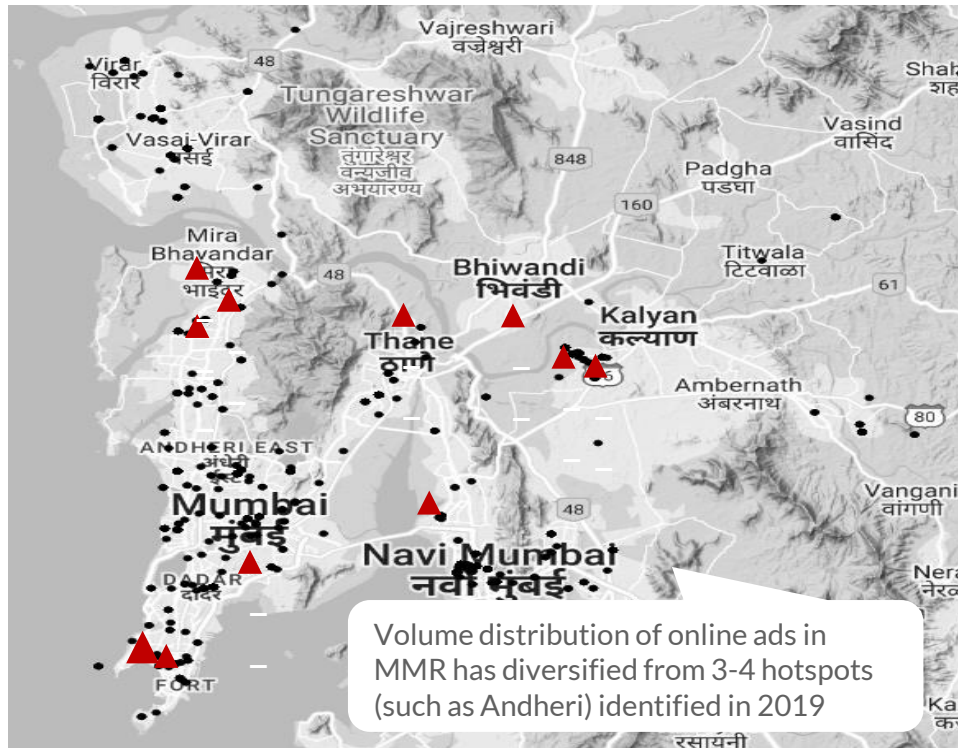 Vajreshwari
वज्रेश्वरी
48
Virar
विरार
Tungareshwar
Wildlife
Sanctuary
तुंगारेश्वर
वन्यजीव
अभयारण्य
Vasai-Virar
वसई
848
Vasind
वासिंद
Padgha
पडघा
160
Mira
Bhayandar
मिरा
भाईंदर
48
Bhiwandi
भिवंडी
Titwala
टिटवाळा
61
Thane
ठाणे
Kalyan
कल्याण
Ambernath
अंबरनाथ
80
ANDHERI EAST
अंधेरी
Mumbai
मुंबई
48
Vangani
वांगणी
Navi Mumbai
नवी मुंबई
DADAR
दादर
FORT
Volume distribution of online ads in
MMR has diversified from 3-4 hotspots
(such as Andheri) identified in 2019
रसायनी